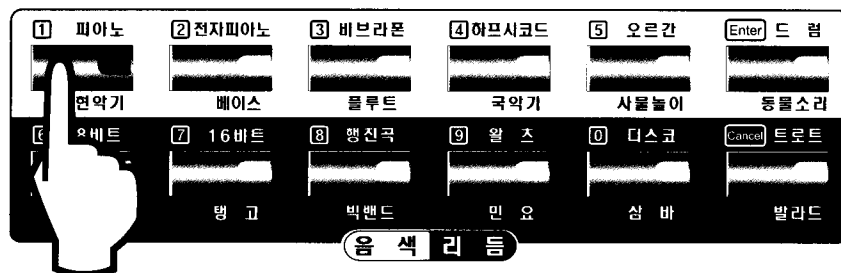 1 피아노 2 전자피아노 3 비브라폰 4 하프시코드 5 오르간 Enter 드 럼
현악기 베이스 플루트 국악기 사물놀이 동물소리
6 8비트 7 16바트 8 행진곡 9 왈 츠 0 디스코 Cancel 트로트
탱 고 빅밴드 민 요 삼 바 발라드
음 색 리 듬